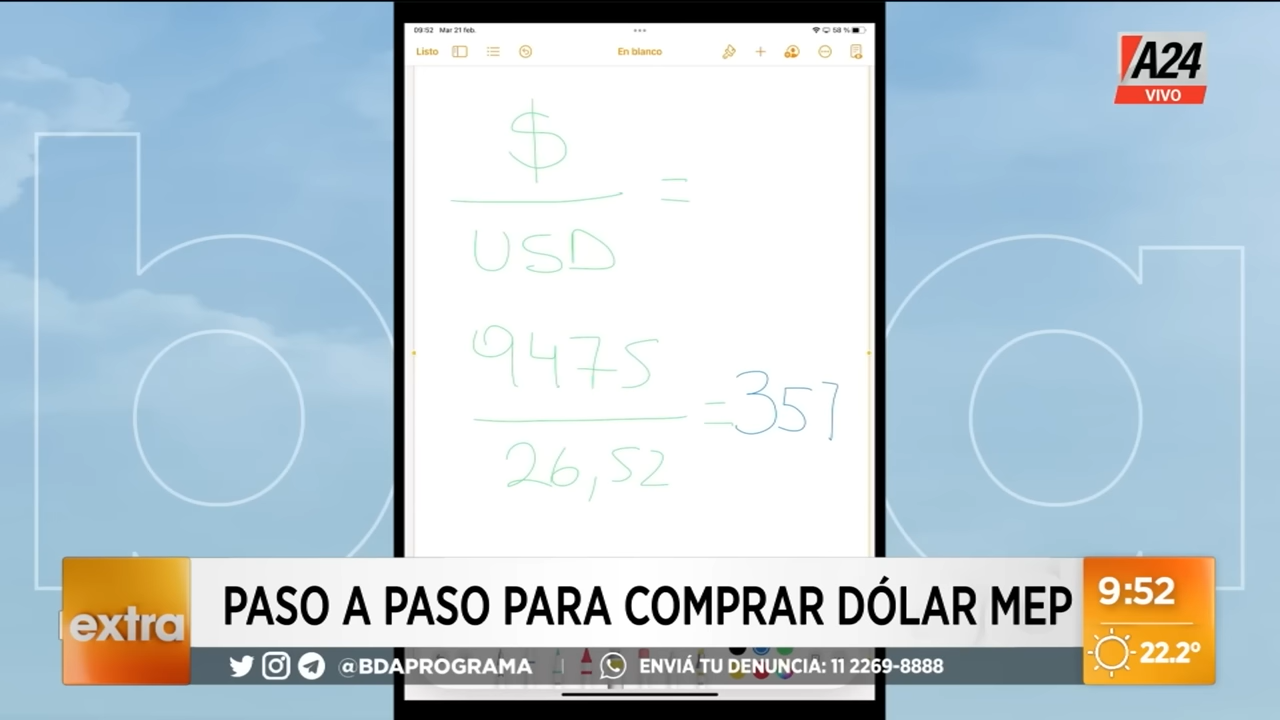 09:52 Mar 21 feb.
58 %
Listo
En blanco
A24
VIVO
$
=
USD
9475
=357
26,52
extra
PASO A PASO PARA COMPRAR DÓLAR MEP
9:52
22.2º
@BDAPROGRAMA
ENVIÁ TU DENUNCIA: 11 2269-8888